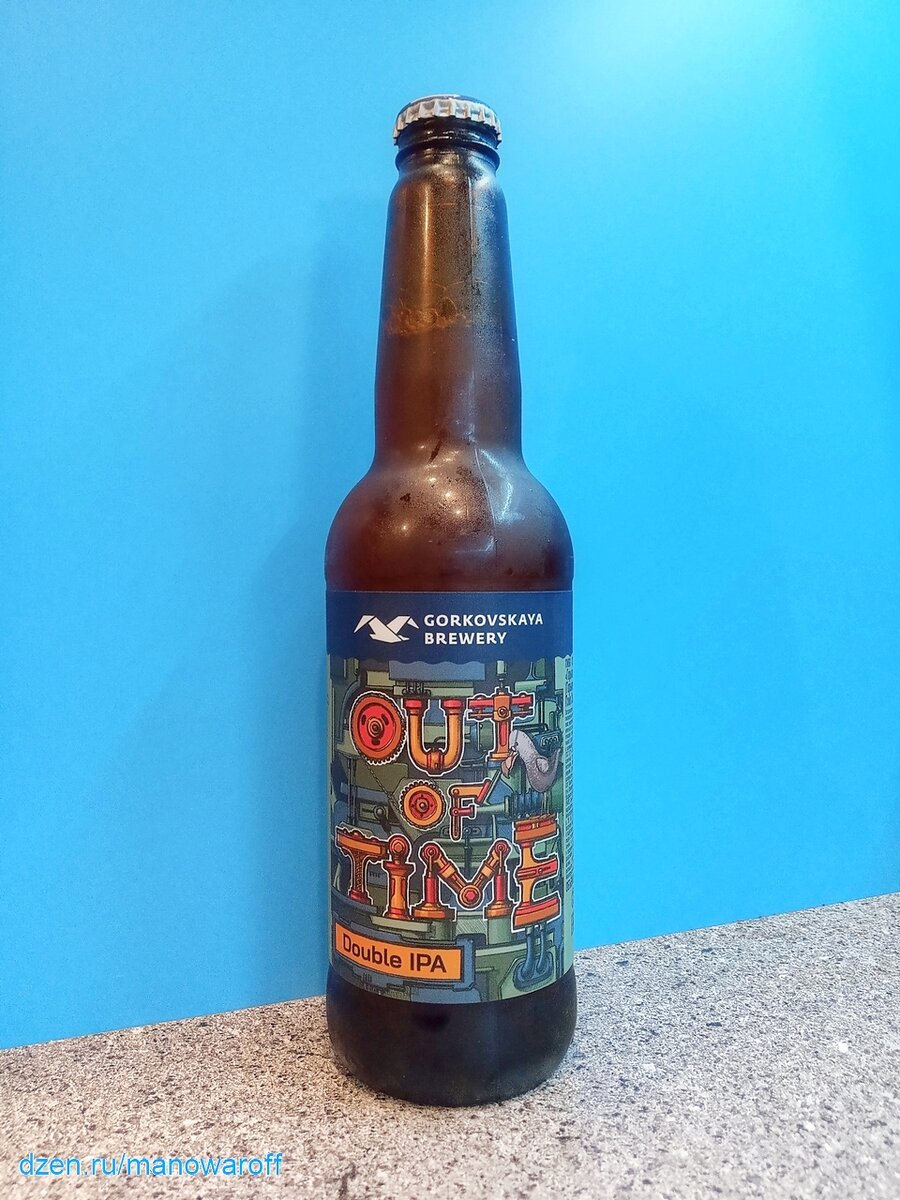 GORKOVSKAYA
BREWERY
OUT
OF
TIME
Double IPA
dzen.ru/manowaroff